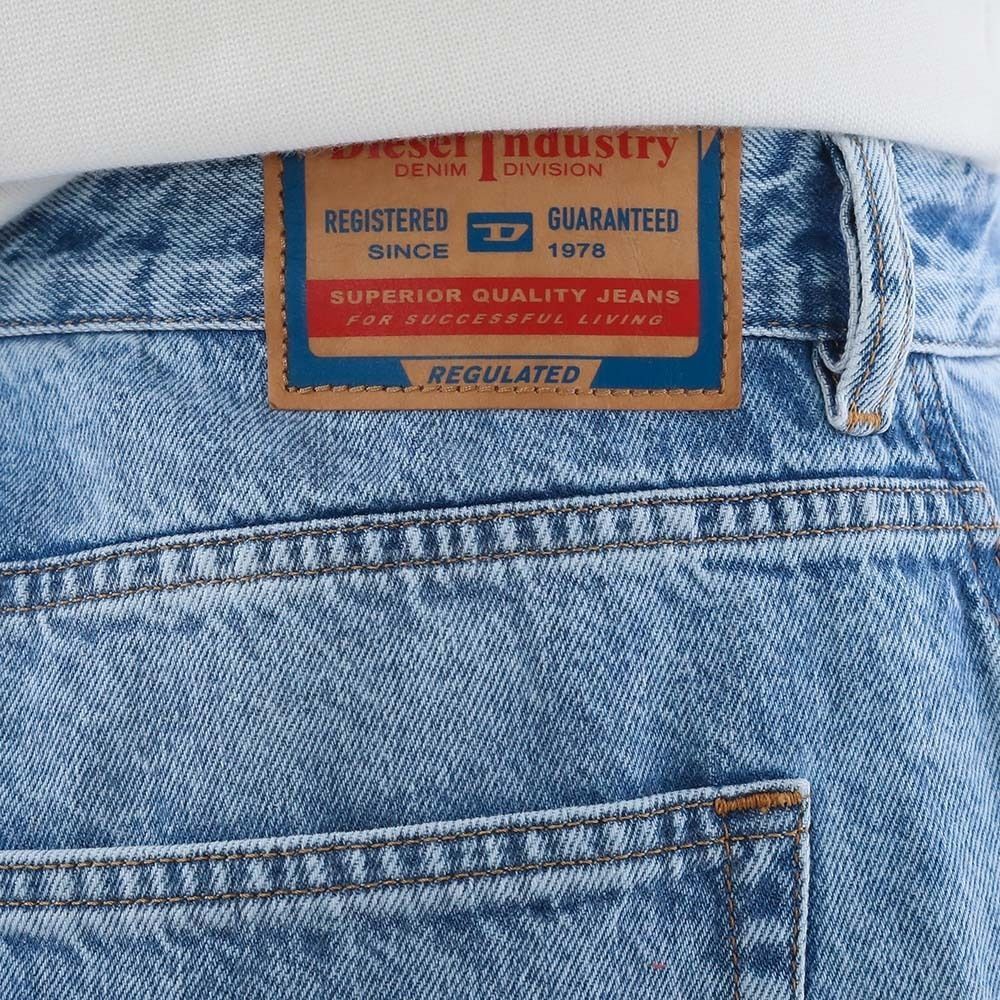 Diesel Industry
DENIM DIVISION
REGISTERED D GUARANTEED
SINCE 1978
SUPERIOR QUALITY JEANS
FOR SUCCESSFUL LIVING
REGULATED